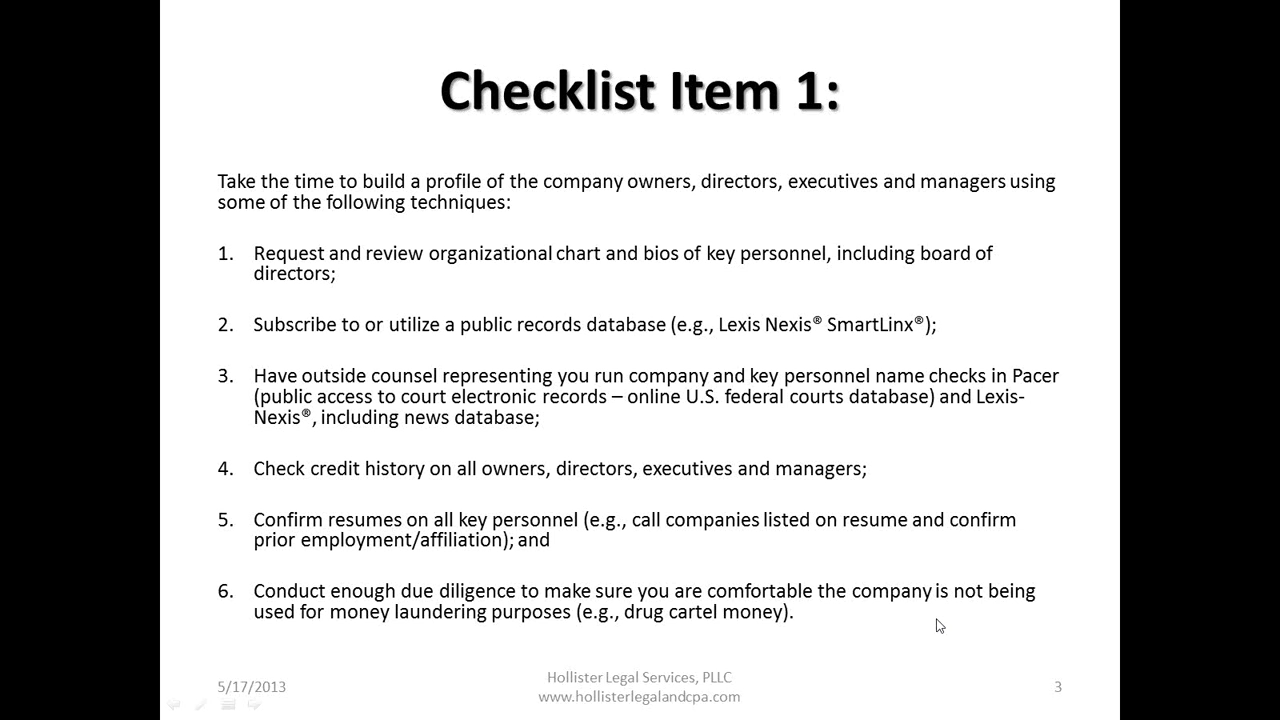 Checklist Item 1:
Take the time to build a profile of the company owners, directors, executives and managers using
some of the following techniques:
1. Request and review organizational chart and bios of key personnel, including board of
directors;
2. Subscribe to or utilize a public records database (e.g., Lexis Nexis® SmartLinx®);
3. Have outside counsel representing you run company and key personnel name checks in Pacer
(public access to court electronic records – online U.S. federal courts database) and Lexis-
Nexis®, including news database;
4. Check credit history on all owners, directors, executives and managers;
5. Confirm resumes on all key personnel (e.g., call companies listed on resume and confirm
prior employment/affiliation); and
6. Conduct enough due diligence to make sure you are comfortable the company is not being
used for money laundering purposes (e.g., drug cartel money).
5/17/2013
Hollister Legal Services, PLLC
www.hollisterlegalandcpa.com
3